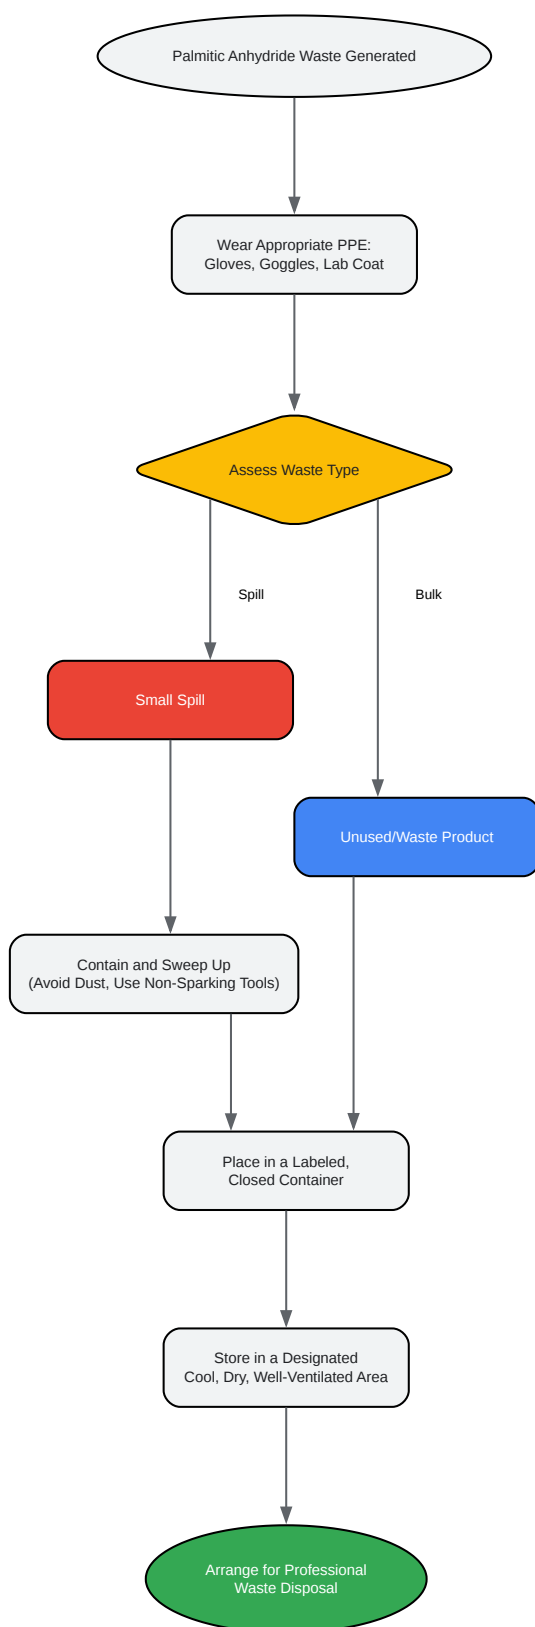 Palmitic Anhydride Waste Generated
Wear Appropriate PPE:
Gloves, Goggles, Lab Coat
Assess Waste Type
Spill
Bulk
Small Spill
Unused/Waste Product
Contain and Sweep Up
(Avoid Dust, Use Non-Sparking Tools)
Place in a Labeled,
Closed Container
Store in a Designated
Cool, Dry, Well-Ventilated Area
Arrange for Professional
Waste Disposal